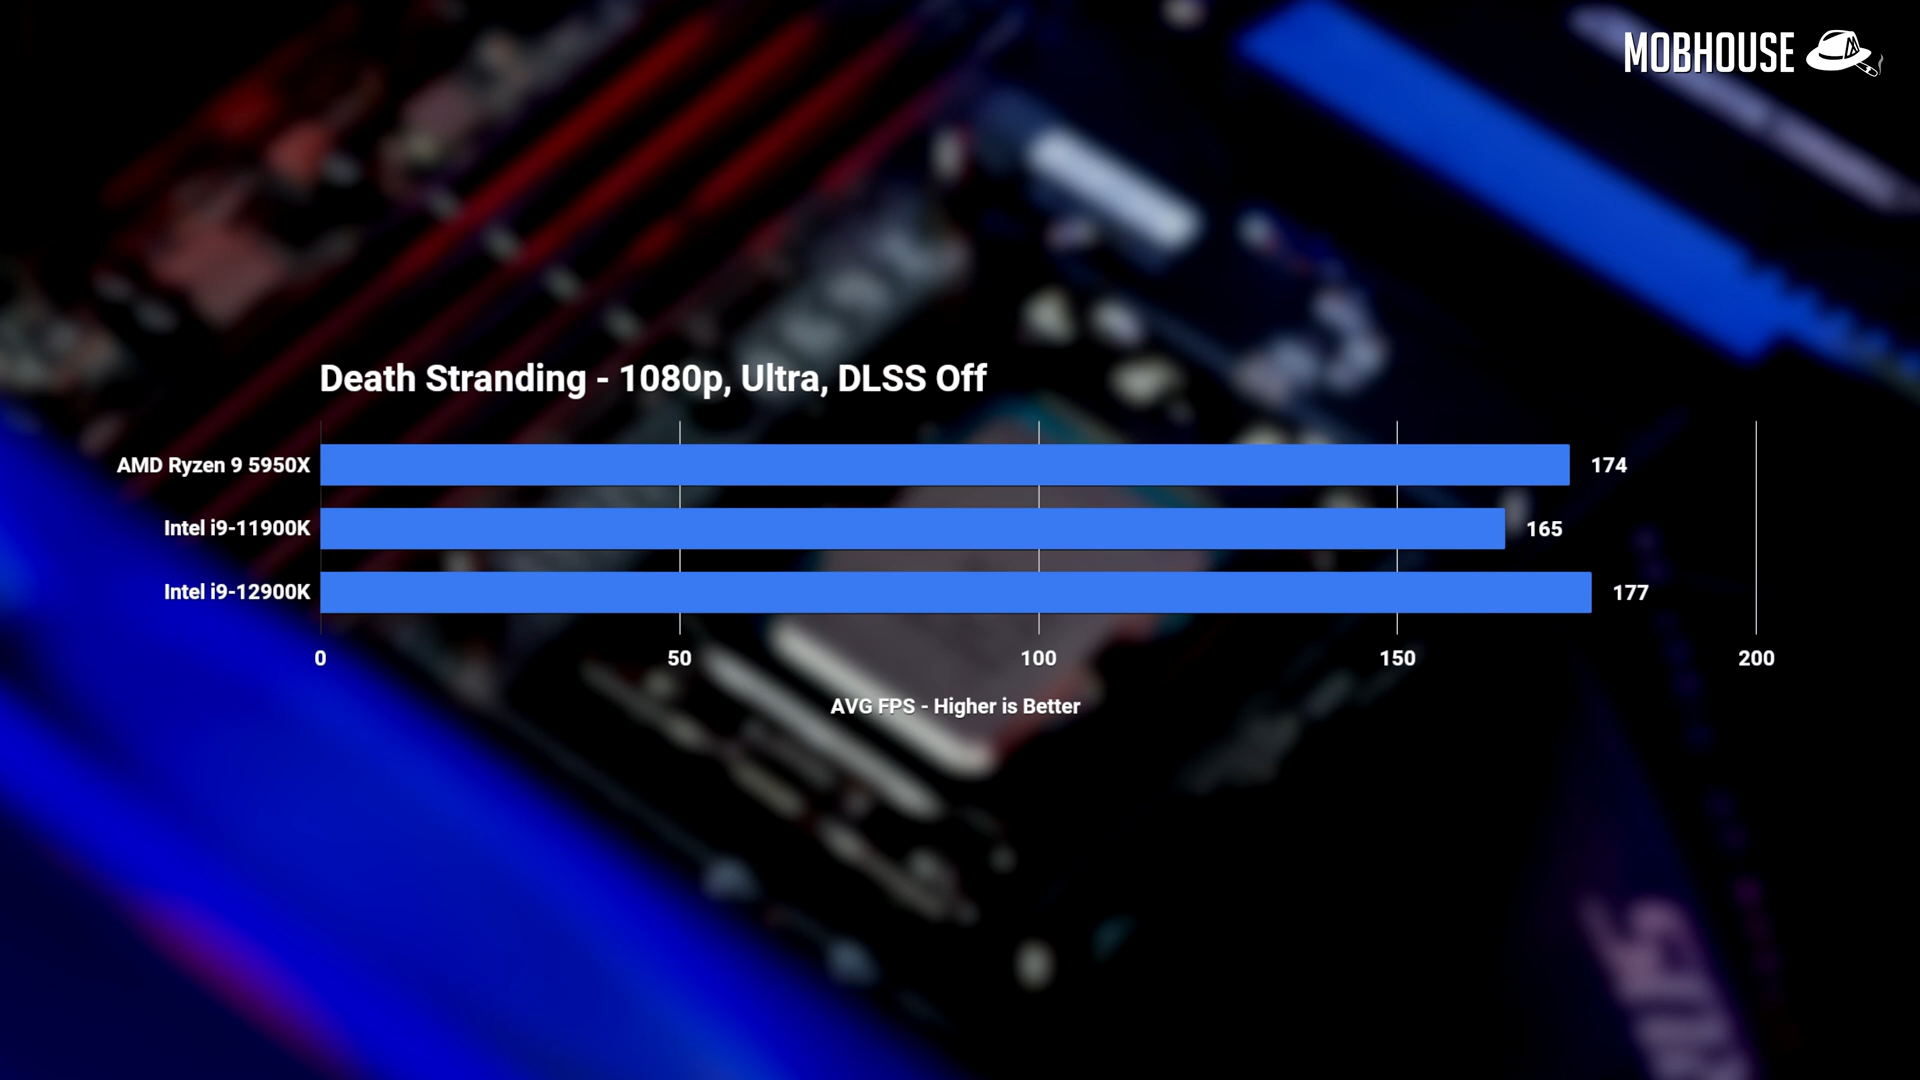 MOBHOUSE
Death Stranding - 1080p, Ultra, DLSS Off
AMD Ryzen 9 5950X 174
Intel i9-11900K 165
Intel i9-12900K 177
0 50 100 150 200
AVG FPS - Higher is Better